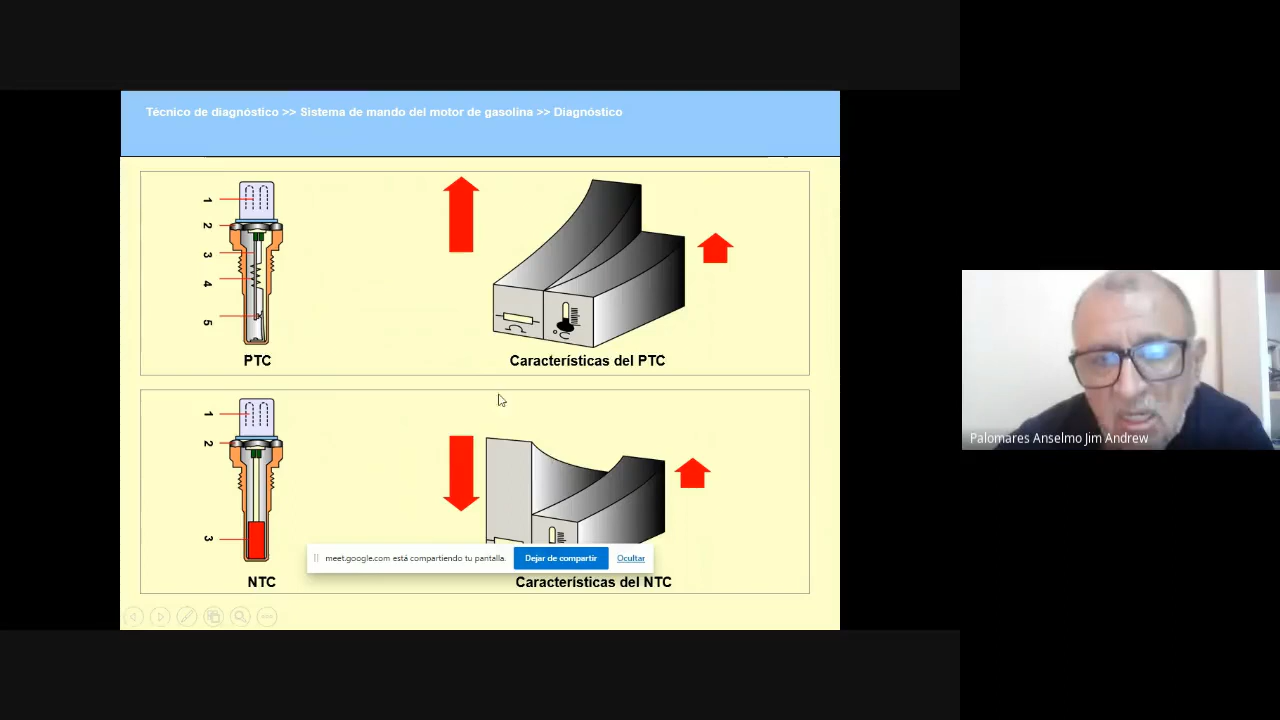 Técnico de diagnóstico >> Sistema de mando del motor de gasolina >> Diagnóstico
1
2
3
4
5
°C
PTC
Características del PTC
1
2
3
NTC
meet.google.com está compartiendo tu pantalla.
Dejar de compartir
Ocultar
Características del NTC
Palomares Anselmo Jim Andrew